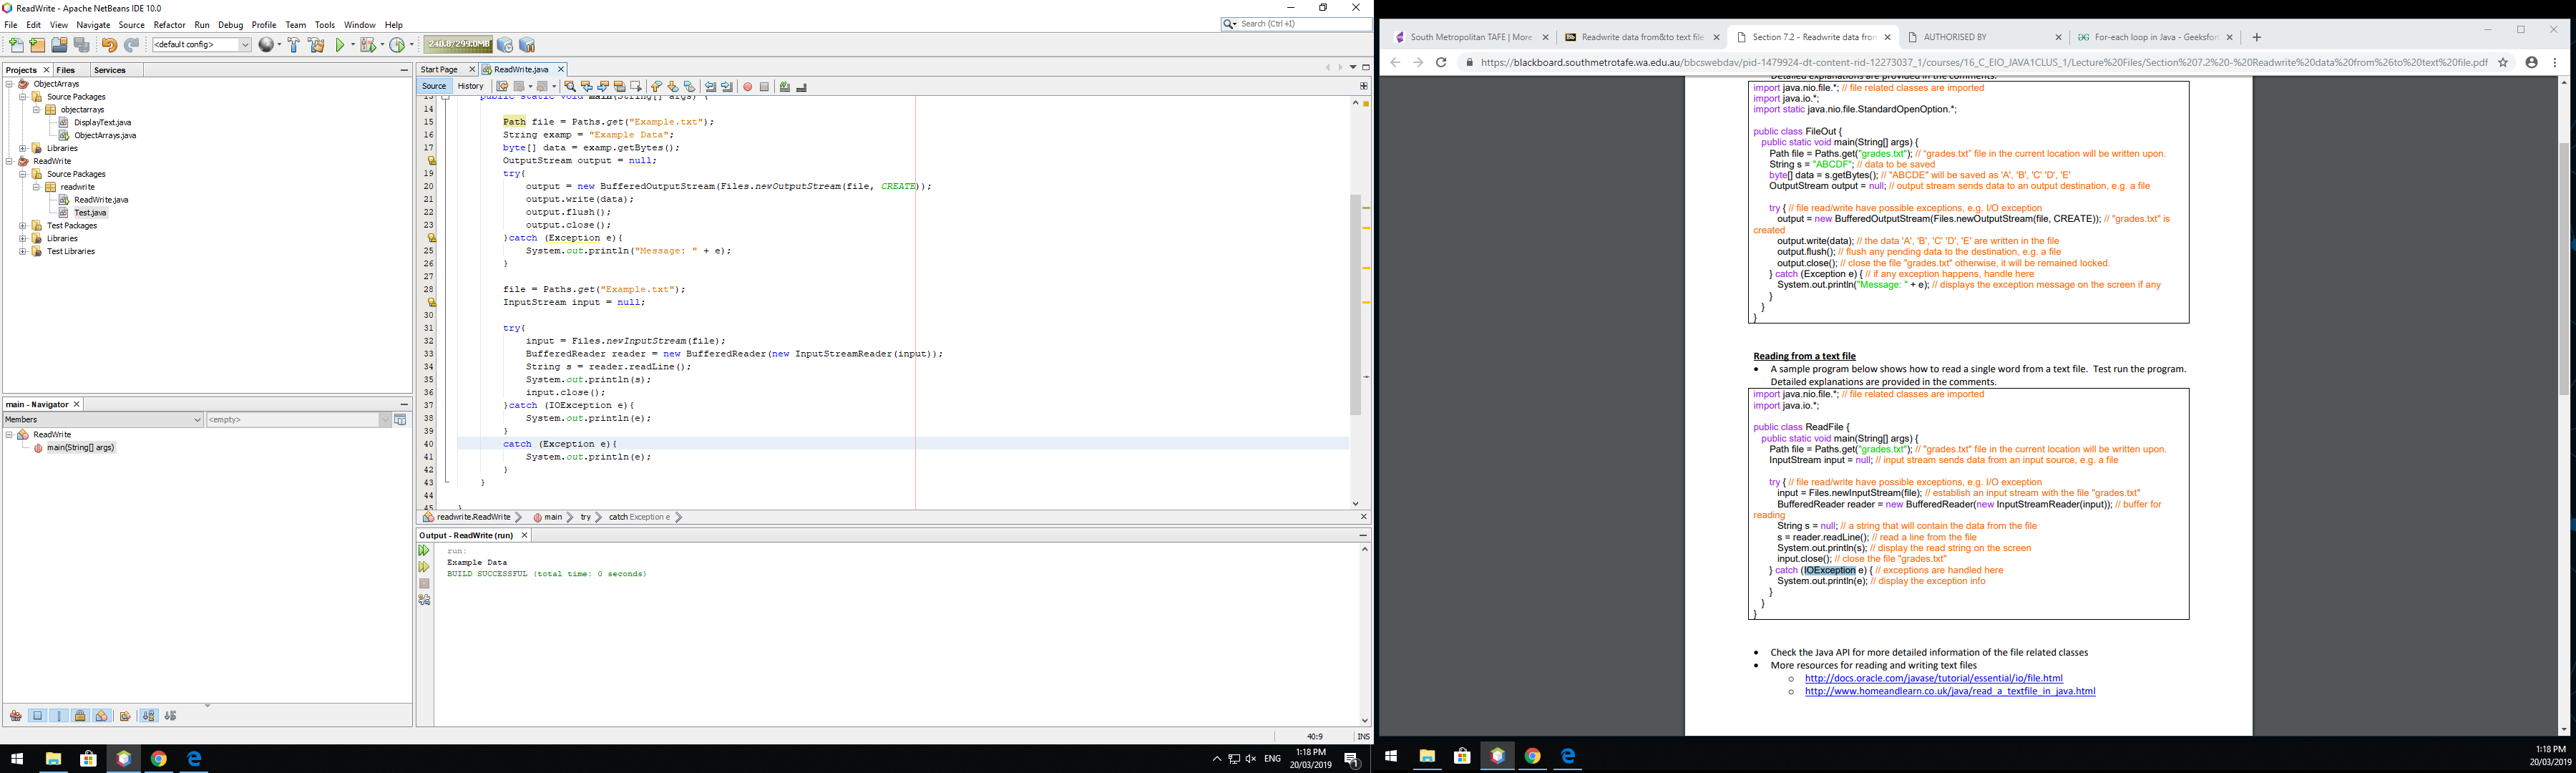 ReadWrite - Apache NetBeans IDE 10.0
File Edit View Navigate Source Refactor Run Debug Profile Team Tools Window Help
Search (Ctrl+I)
<default config>
240.8/299.0MB
Projects Files Services
ObjectArrays
Source Packages
objectarrays
DisplayText.java
ObjectArrays.java
Libraries
ReadWrite
Source Packages
readwrite
ReadWrite.java
Test.java
Test Packages
Libraries
Test Libraries
main - Navigator
Members
<empty>
ReadWrite
main(String[] args)
Start Page ReadWrite.java
Source History
13 public static void main(String[] args) {
14
15 Path file = Paths.get("Example.txt");
16 String examp = "Example Data";
17 byte[] data = examp.getBytes();
OutputStream output = null;
19 try{
20 output = new BufferedOutputStream(Files.newOutputStream(file, CREATE));
21 output.write(data);
22 output.flush();
23 output.close();
}catch (Exception e){
25 System.out.println("Message: " + e);
26 }
27
28 file = Paths.get("Example.txt");
InputStream input = null;
30
31 try{
32 input = Files.newInputStream(file);
33 BufferedReader reader = new BufferedReader(new InputStreamReader(input));
34 String s = reader.readLine();
35 System.out.println(s);
36 input.close();
37 }catch (IOException e){
38 System.out.println(e);
39 }
40 catch (Exception e){
41 System.out.println(e);
42 }
43 }
44
45 }
readwrite.ReadWrite main try catch Exception e
Output - ReadWrite (run)
run:
Example Data
BUILD SUCCESSFUL (total time: 0 seconds)
40:9 INS
ENG
1:18 PM
20/03/2019
1
South Metropolitan TAFE | More
Readwrite data from&to text file
Section 7.2 - Readwrite data from
AUTHORISED BY
For-each loop in Java - Geeksfor
https://blackboard.southmetrotafe.wa.edu.au/bbcswebdav/pid-1479924-dt-content-rid-12273037_1/courses/16_C_EIO_JAVA1CLUS_1/Lecture%20Files/Section%207.2%20-%20Readwrite%20data%20from%26to%20text%20file.pdf
Detailed explanations are provided in the comments.
import java.nio.file.*; // file related classes are imported
import java.io.*;
import static java.nio.file.StandardOpenOption.*;
public class FileOut {
public static void main(String[] args) {
Path file = Paths.get("grades.txt"); // "grades.txt" file in the current location will be written upon.
String s = "ABCDF"; // data to be saved
byte[] data = s.getBytes(); // "ABCDE" will be saved as 'A', 'B', 'C' 'D', 'E'
OutputStream output = null; // output stream sends data to an output destination, e.g. a file
try { // file read/write have possible exceptions, e.g. I/O exception
output = new BufferedOutputStream(Files.newOutputStream(file, CREATE)); // "grades.txt" is
created
output.write(data); // the data 'A', 'B', 'C' 'D', 'E' are written in the file
output.flush(); // flush any pending data to the destination, e.g. a file
output.close(); // close the file "grades.txt" otherwise, it will be remained locked.
} catch (Exception e) { // if any exception happens, handle here
System.out.println("Message: " + e); // displays the exception message on the screen if any
}
}
}
Reading from a text file
• A sample program below shows how to read a single word from a text file. Test run the program.
Detailed explanations are provided in the comments.
import java.nio.file.*; // file related classes are imported
import java.io.*;
public class ReadFile {
public static void main(String[] args) {
Path file = Paths.get("grades.txt"); // "grades.txt" file in the current location will be written upon.
InputStream input = null; // input stream sends data from an input source, e.g. a file
try { // file read/write have possible exceptions, e.g. I/O exception
input = Files.newInputStream(file); // establish an input stream with the file "grades.txt"
BufferedReader reader = new BufferedReader(new InputStreamReader(input)); // buffer for
reading
String s = null; // a string that will contain the data from the file
s = reader.readLine(); // read a line from the file
System.out.println(s); // display the read string on the screen
input.close(); // close the file "grades.txt"
} catch (IOException e) { // exceptions are handled here
System.out.println(e); // display the exception info
}
}
}
• Check the Java API for more detailed information of the file related classes
• More resources for reading and writing text files
o http://docs.oracle.com/javase/tutorial/essential/io/file.html
o http://www.homeandlearn.co.uk/java/read_a_textfile_in_java.html
1:18 PM
20/03/2019